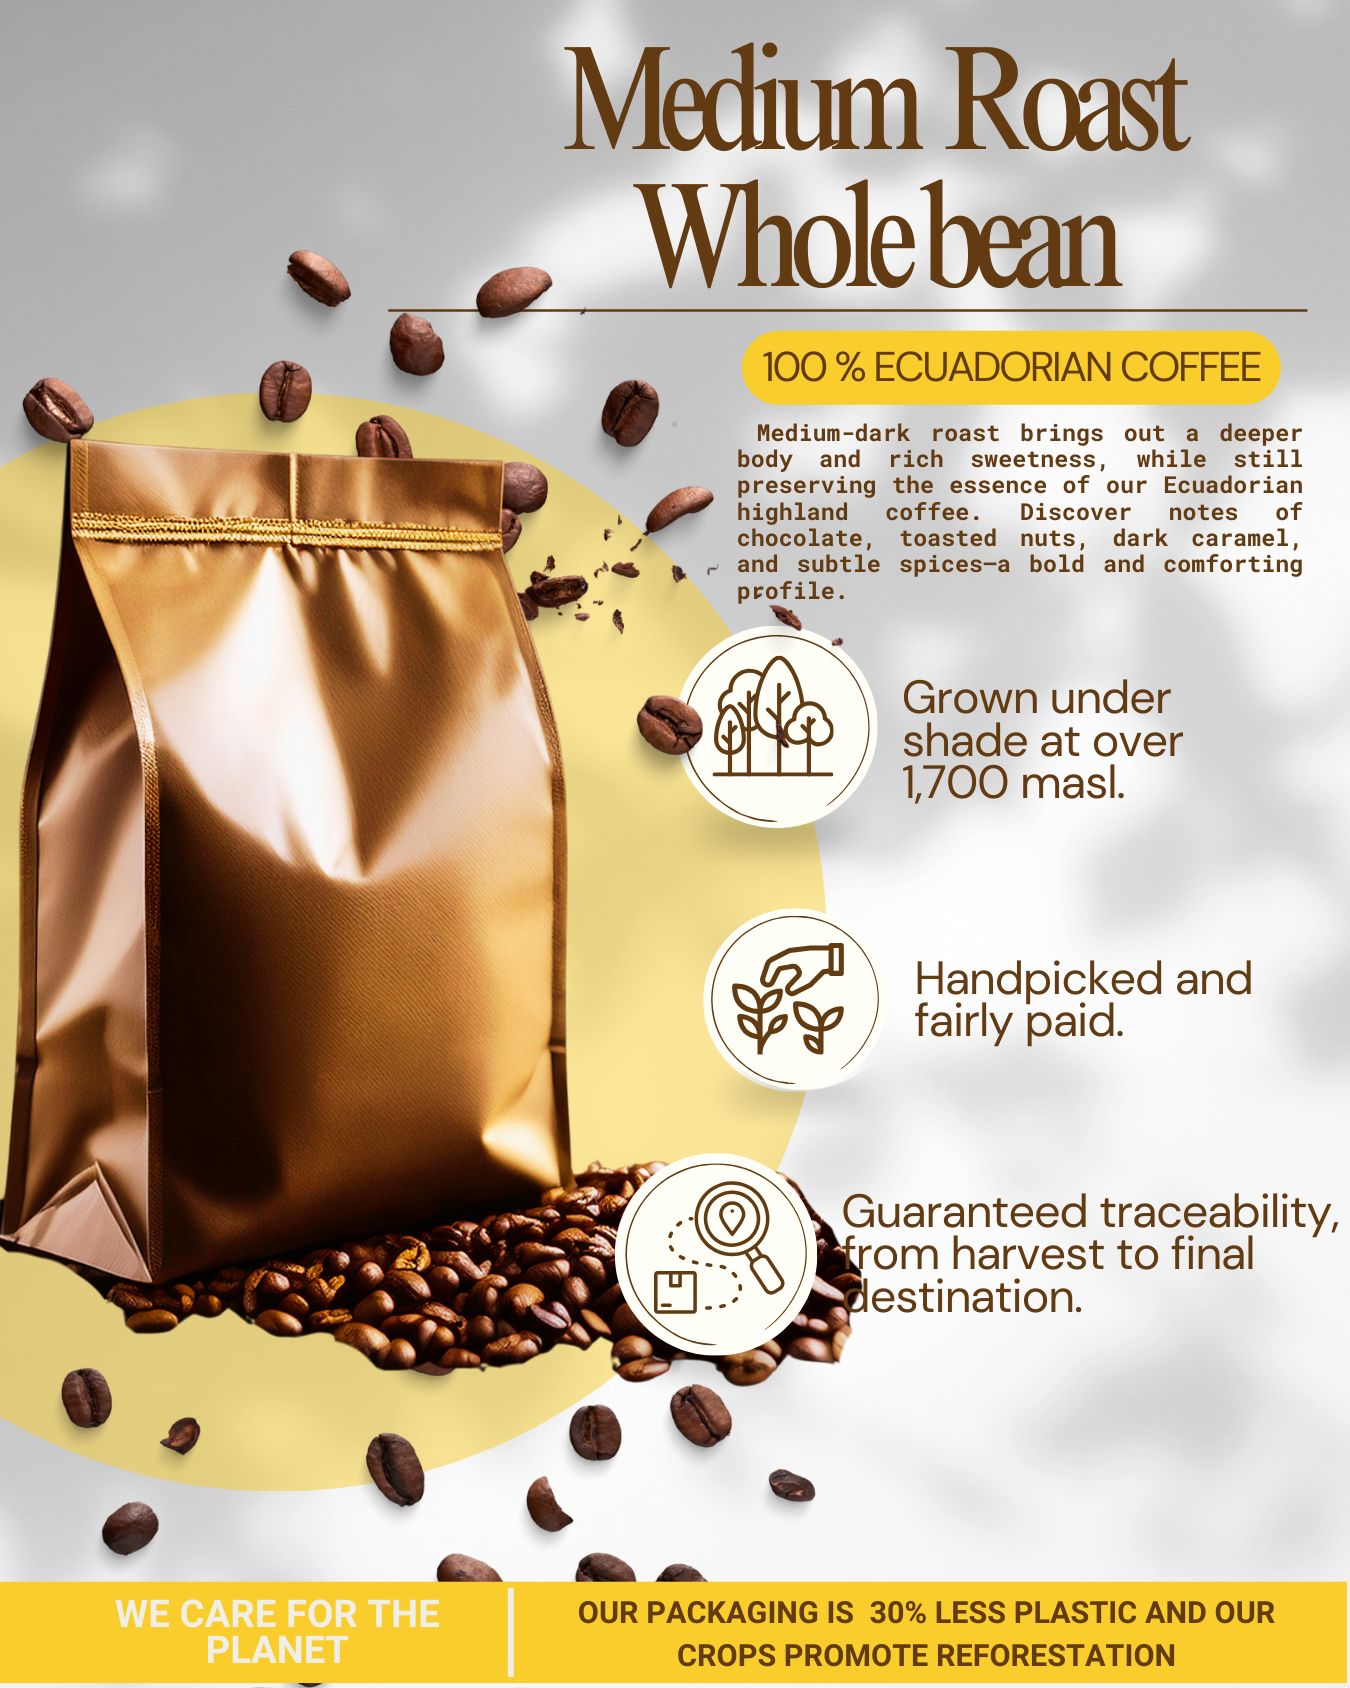 Medium Roast
Whole bean
100 % ECUADORIAN COFFEE
Medium-dark roast brings out a deeper
body and rich sweetness, while still
preserving the essence of our Ecuadorian
highland coffee. Discover notes of
chocolate, toasted nuts, dark caramel,
and subtle spices—a bold and comforting
profile.
Grown under
shade at over
1,700 masl.
Handpicked and
fairly paid.
Guaranteed traceability,
from harvest to final
destination.
WE CARE FOR THE
PLANET
OUR PACKAGING IS  30% LESS PLASTIC AND OUR
CROPS PROMOTE REFORESTATION